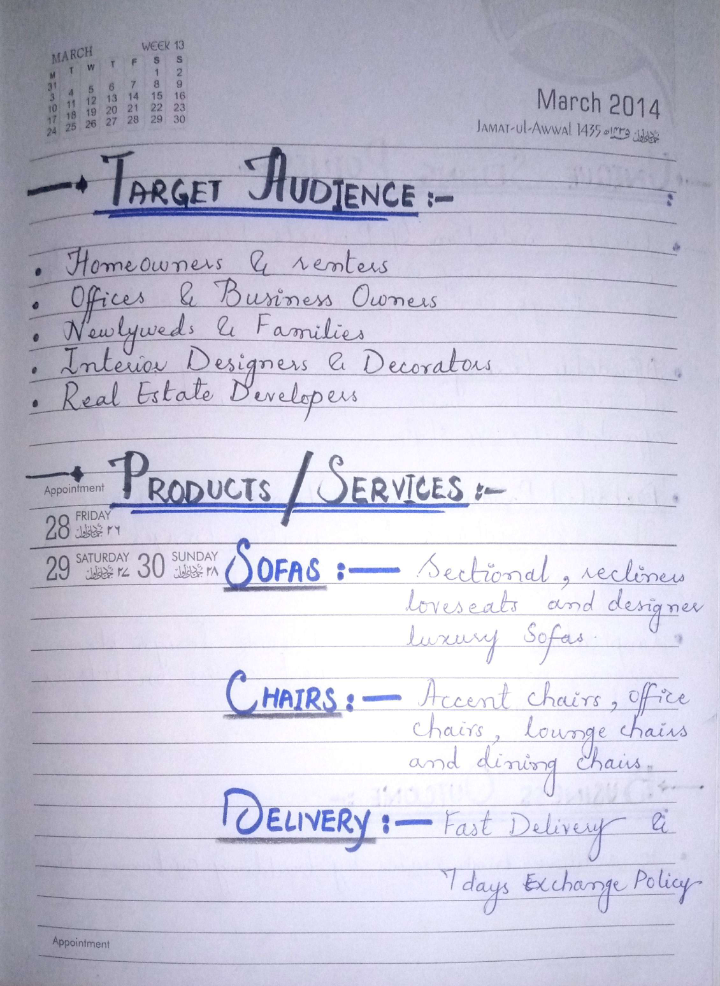 MARCH WEEK 13
M T W T F S S
31 1 2
3 4 5 6 7 8 9
10 11 12 13 14 15 16
17 18 19 20 21 22 23
24 25 26 27 28 29 30
March 2014
JAMAT-UL-AWWAL 1435
TARGET AUDIENCE :-
• Homeowners & renters
• Offices & Business Owners
• Newlyweds & Families
• Interior Designers & Decorators
• Real Estate Developers
PRODUCTS / SERVICES :-
Appointment
28 FRIDAY
29 SATURDAY 30 SUNDAY
SOFAS :— Sectional, recliners
loveseats and designer
luxury Sofas.
CHAIRS :— Accent chairs, office
chairs, lounge chairs
and dining chairs.
DELIVERY :— Fast Delivery &
7 days Exchange Policy
Appointment